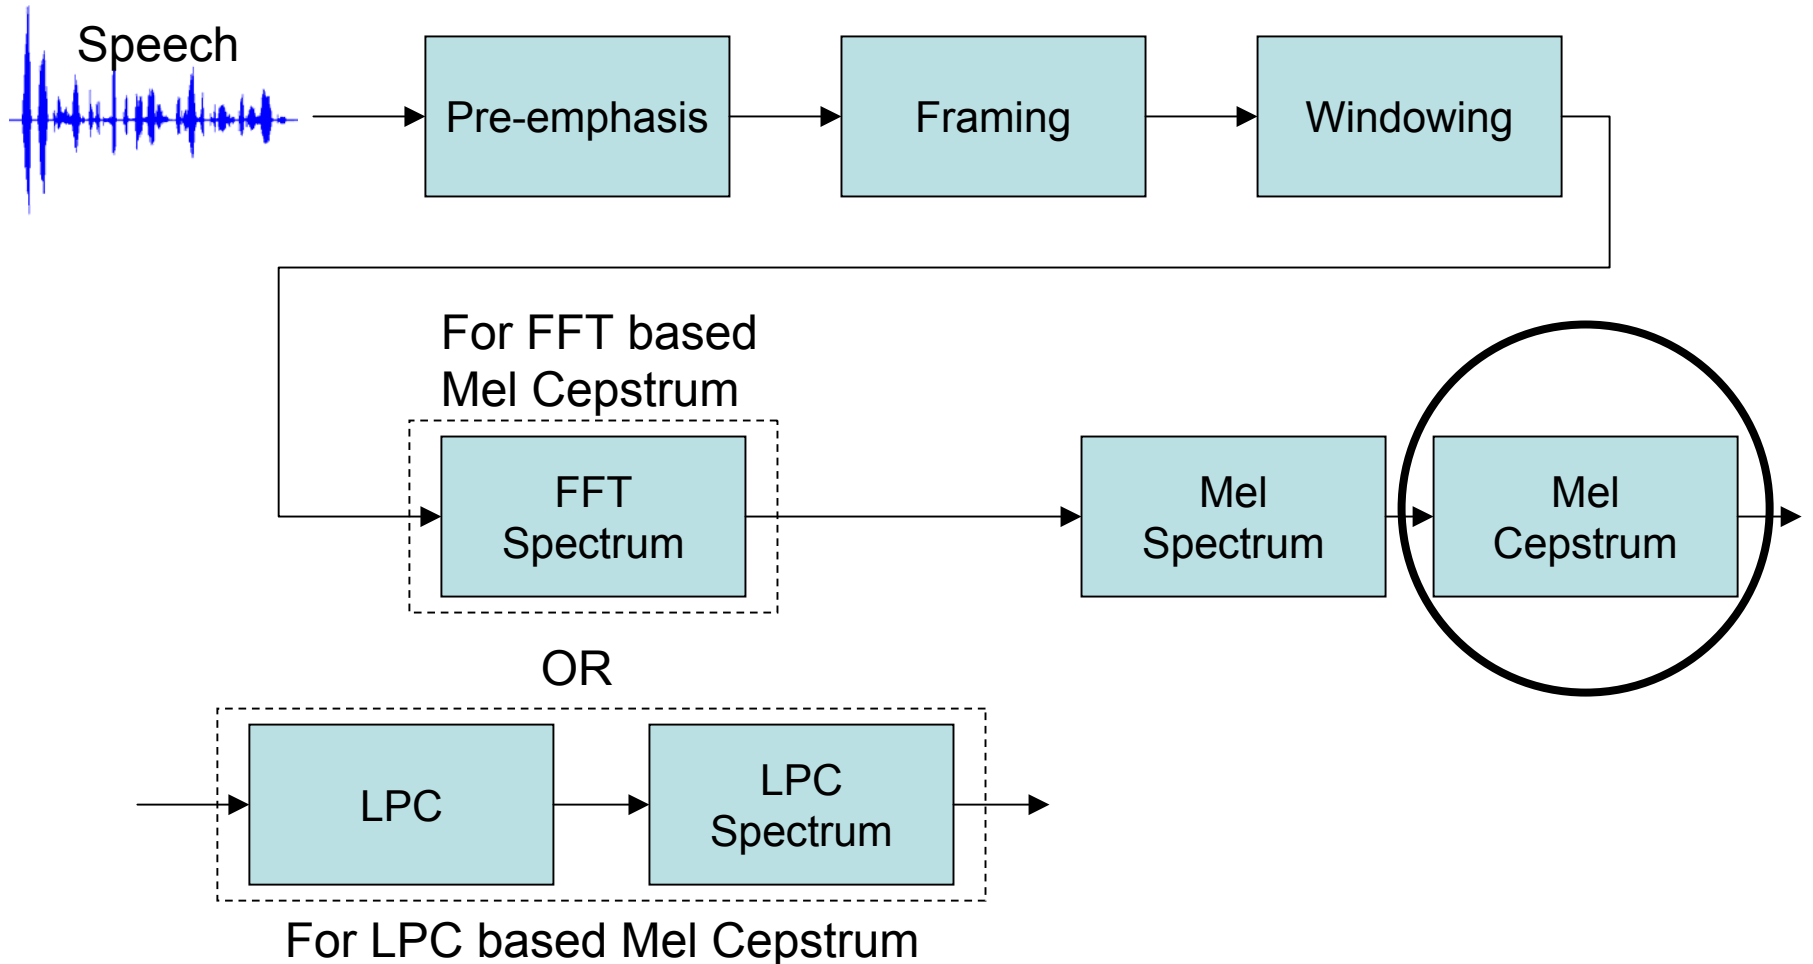 Speech
Pre-emphasis
Framing
Windowing
For FFT based
Mel Cepstrum
FFT
Spectrum
Mel
Spectrum
Mel
Cepstrum
OR
LPC
LPC
Spectrum
For LPC based Mel Cepstrum